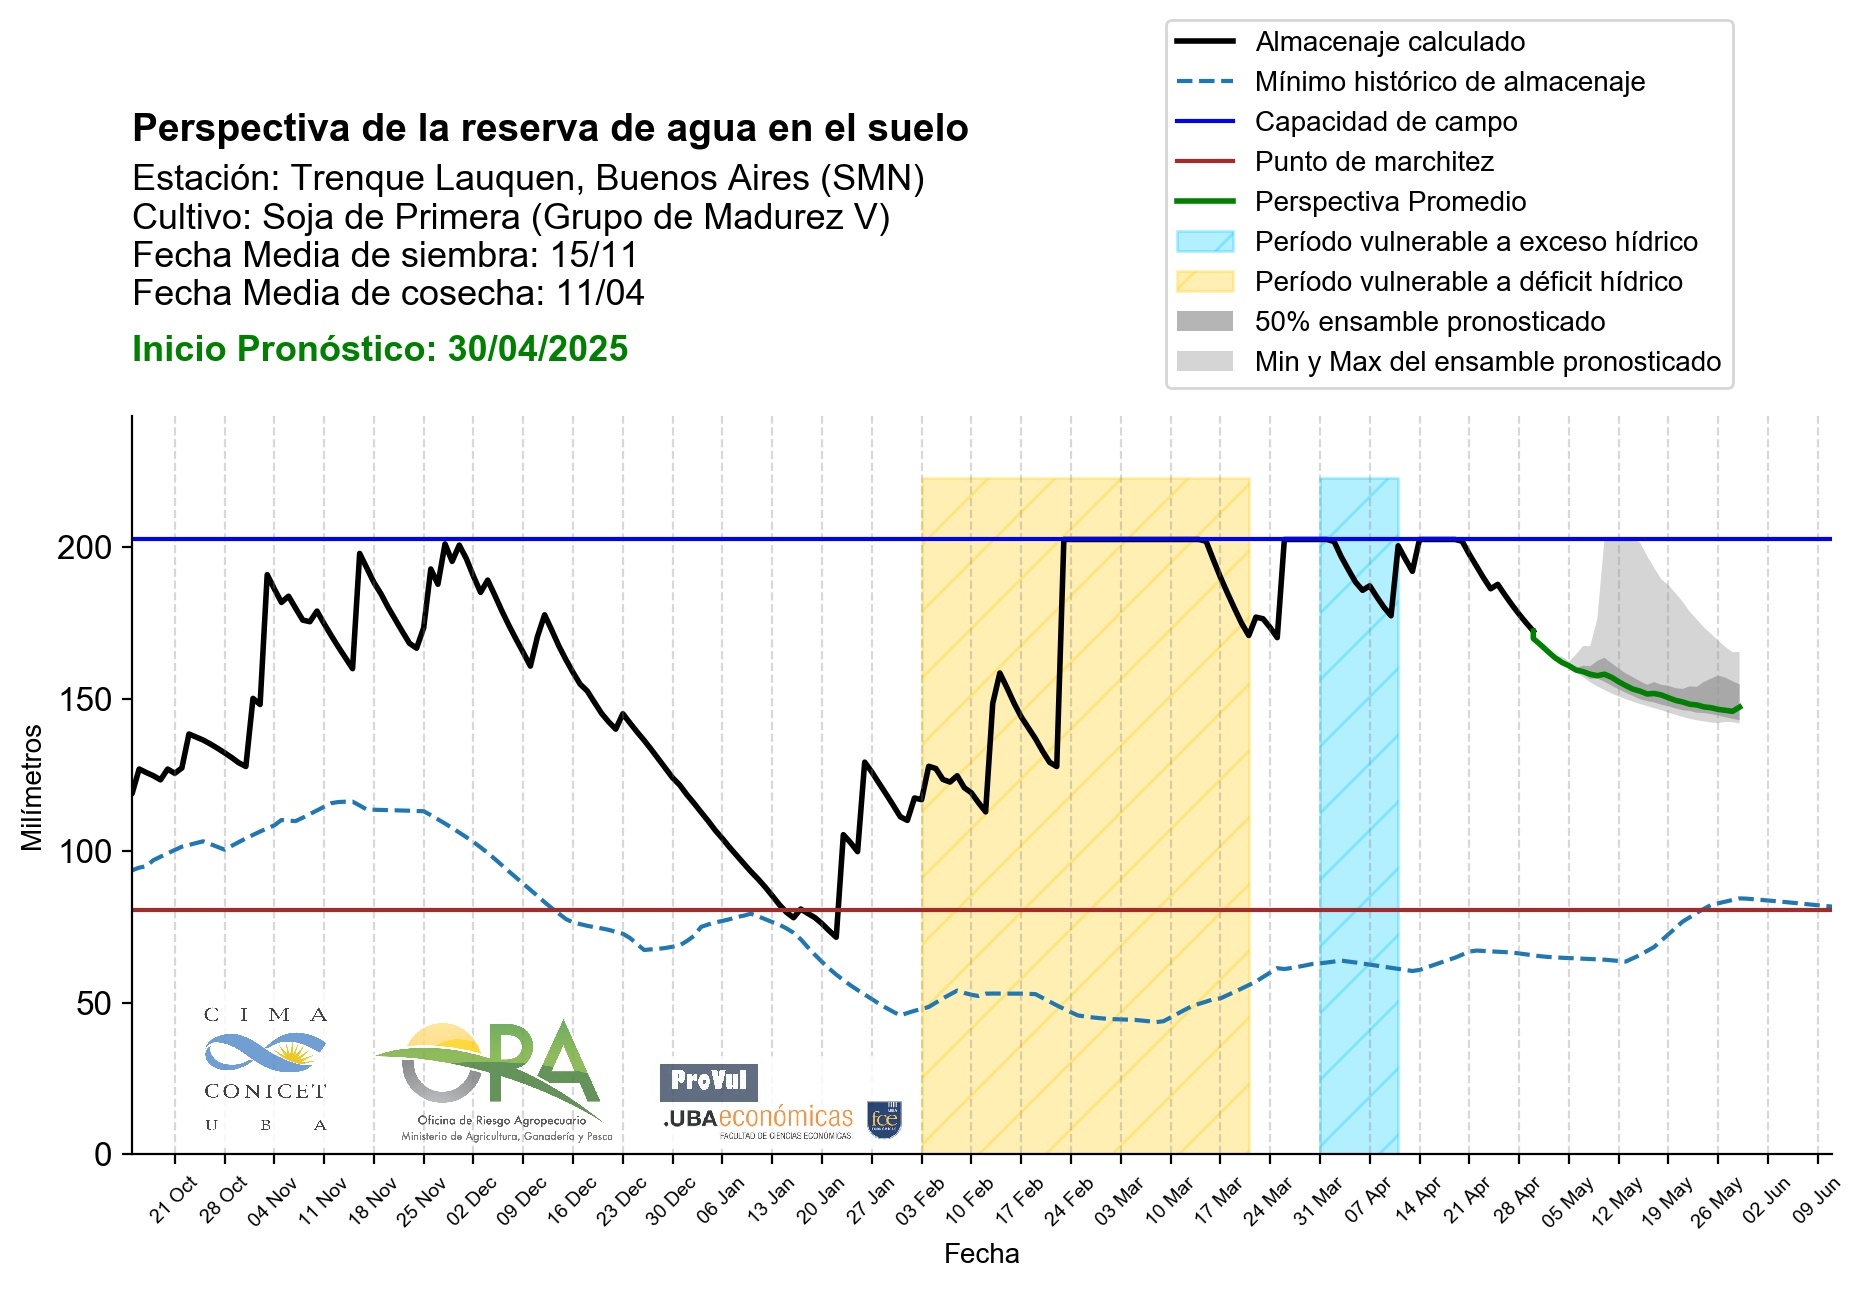 Almacenaje calculado
Mínimo histórico de almacenaje
Capacidad de campo
Punto de marchitez
Perspectiva Promedio
Período vulnerable a exceso hídrico
Período vulnerable a déficit hídrico
50% ensamble pronosticado
Min y Max del ensamble pronosticado
Perspectiva de la reserva de agua en el suelo
Estación: Trenque Lauquen, Buenos Aires (SMN)
Cultivo: Soja de Primera (Grupo de Madurez V)
Fecha Media de siembra: 15/11
Fecha Media de cosecha: 11/04
Inicio Pronóstico: 30/04/2025
Milímetros
200
150
100
50
0
C I M A
CONICET
U B A
ORA
Oficina de Riesgo Agropecuario
Ministerio de Agricultura, Ganadería y Pesca
ProVul
.UBAeconómicas
FACULTAD DE CIENCIAS ECONÓMICAS
UBA
fce
ECONÓMICAS
21 Oct
28 Oct
04 Nov
11 Nov
18 Nov
25 Nov
02 Dec
09 Dec
16 Dec
23 Dec
30 Dec
06 Jan
13 Jan
20 Jan
27 Jan
03 Feb
10 Feb
17 Feb
24 Feb
03 Mar
10 Mar
17 Mar
24 Mar
31 Mar
07 Apr
14 Apr
21 Apr
28 Apr
05 May
12 May
19 May
26 May
02 Jun
09 Jun
Fecha